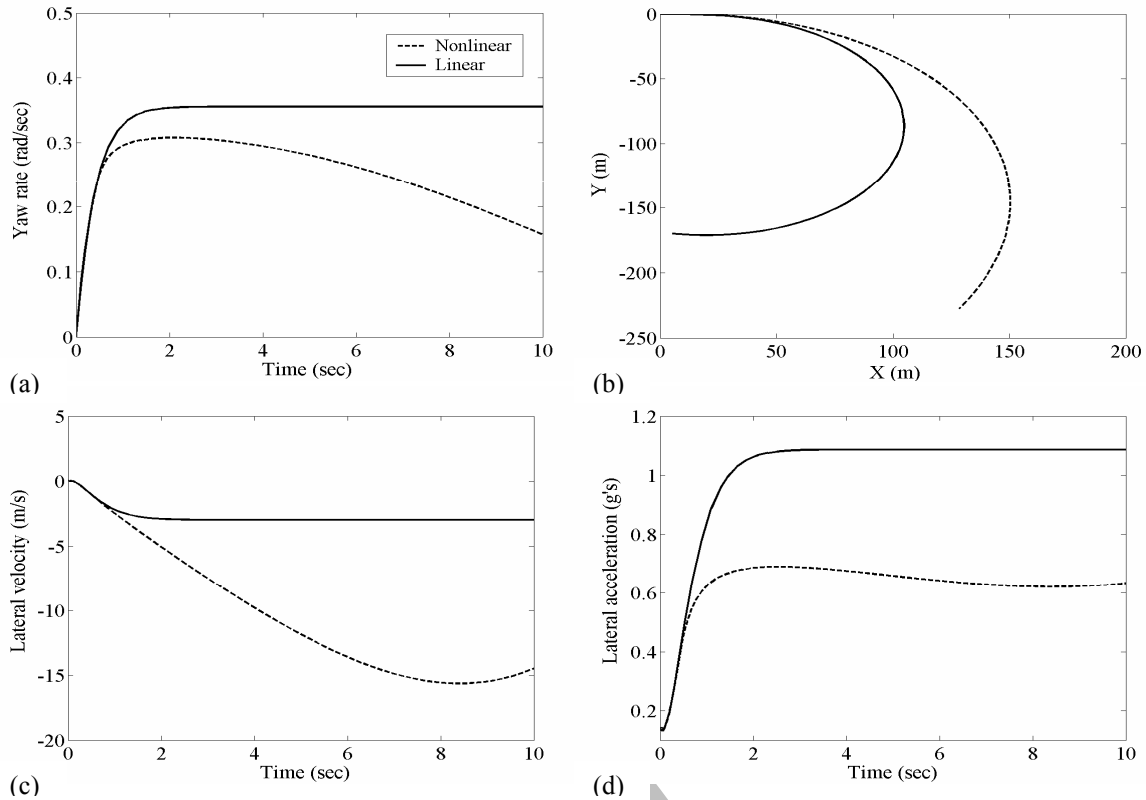 0.5
0.4
0.3
0.2
0.1
0
Yaw rate (rad/sec)
Nonlinear
Linear
0 2 4 6 8 10
Time (sec)
(a)
0
-50
-100
-150
-200
-250
Y (m)
0 50 100 150 200
X (m)
(b)
5
0
-5
-10
-15
-20
Lateral velocity (m/s)
0 2 4 6 8 10
Time (sec)
(c)
1.2
1
0.8
0.6
0.4
0.2
Lateral acceleration (g's)
0 2 4 6 8 10
Time (sec)
(d)